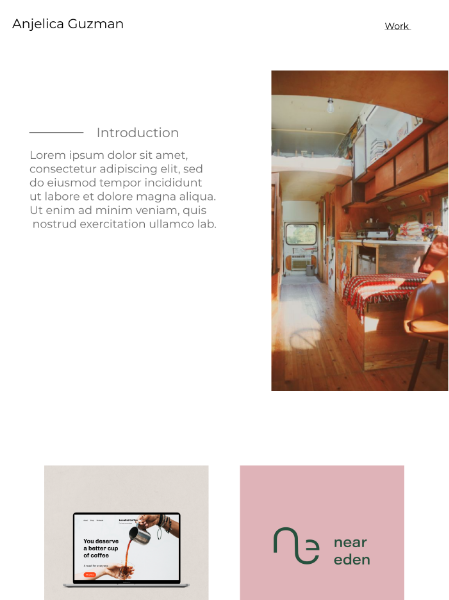 Anjelica Guzman
Work
Introduction
Lorem ipsum dolor sit amet,
consectetur adipiscing elit, sed
do eiusmod tempor incididunt
ut labore et dolore magna aliqua.
Ut enim ad minim veniam, quis
nostrud exercitation ullamco lab.
You deserve
a better cup
of coffee
near
eden